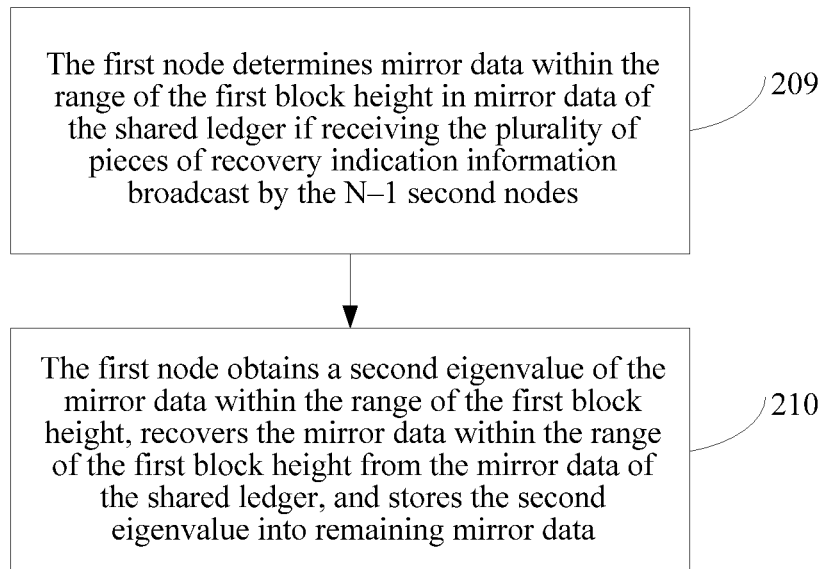 The first node determines mirror data within the
range of the first block height in mirror data of
the shared ledger if receiving the plurality of
pieces of recovery indication information
broadcast by the N–1 second nodes
209
The first node obtains a second eigenvalue of the
mirror data within the range of the first block
height, recovers the mirror data within the range
of the first block height from the mirror data of
the shared ledger, and stores the second
eigenvalue into remaining mirror data
210